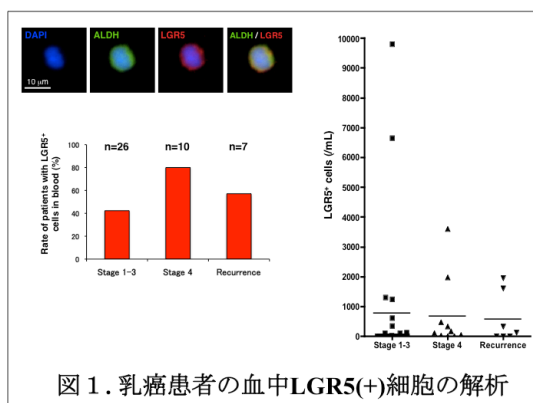 DAPI
ALDH
LGR5
ALDH / LGR5
10 μm
Rate of patients with LGR5⁺
cells in blood (%)
n=26 n=10 n=7
100
80
60
40
20
0
Stage 1-3 Stage 4 Recurrence
LGR5⁺ cells (/mL)
10000
9000
8000
7000
6000
5000
4000
3000
2000
1000
0
Stage 1-3 Stage 4 Recurrence
図1. 乳癌患者の血中LGR5(+)細胞の解析